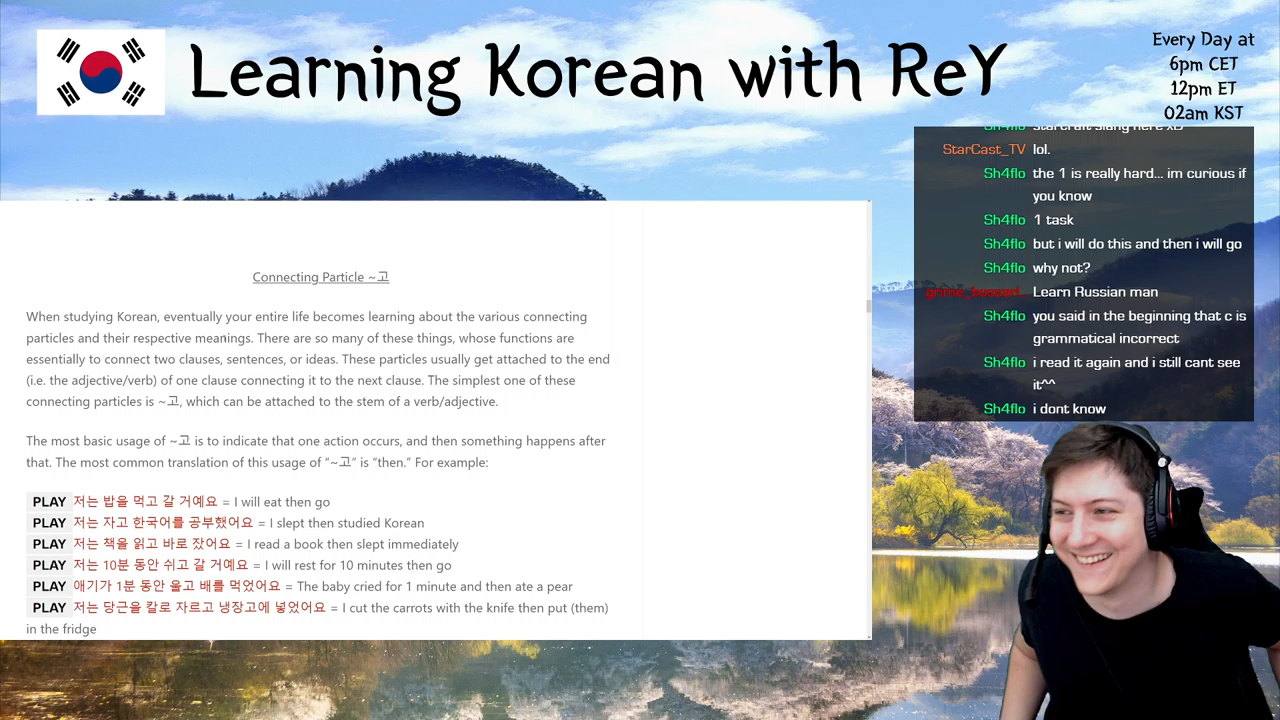 Learning Korean with ReY
Every Day at
6pm CET
12pm ET
02am KST
Sh4flo starcraft slang here xD
StarCast_TV lol.
Sh4flo the 1 is really hard... im curious if
you know
Sh4flo 1 task
Sh4flo but i will do this and then i will go
Sh4flo why not?
Learn Russian man
Sh4flo you said in the beginning that c is
grammatical incorrect
Sh4flo i read it again and i still cant see
it^^
Sh4flo i dont know
Connecting Particle ~고
When studying Korean, eventually your entire life becomes learning about the various connecting
particles and their respective meanings. There are so many of these things, whose functions are
essentially to connect two clauses, sentences, or ideas. These particles usually get attached to the end
(i.e. the adjective/verb) of one clause connecting it to the next clause. The simplest one of these
connecting particles is ~고, which can be attached to the stem of a verb/adjective.
The most basic usage of ~고 is to indicate that one action occurs, and then something happens after
that. The most common translation of this usage of “~고” is “then.” For example:
PLAY 저는 밥을 먹고 갈 거예요 = I will eat then go
PLAY 저는 자고 한국어를 공부했어요 = I slept then studied Korean
PLAY 저는 책을 읽고 바로 잤어요 = I read a book then slept immediately
PLAY 저는 10분 동안 쉬고 갈 거예요 = I will rest for 10 minutes then go
PLAY 애기가 1분 동안 울고 배를 먹었어요 = The baby cried for 1 minute and then ate a pear
PLAY 저는 당근을 칼로 자르고 냉장고에 넣었어요 = I cut the carrots with the knife then put (them)
in the fridge